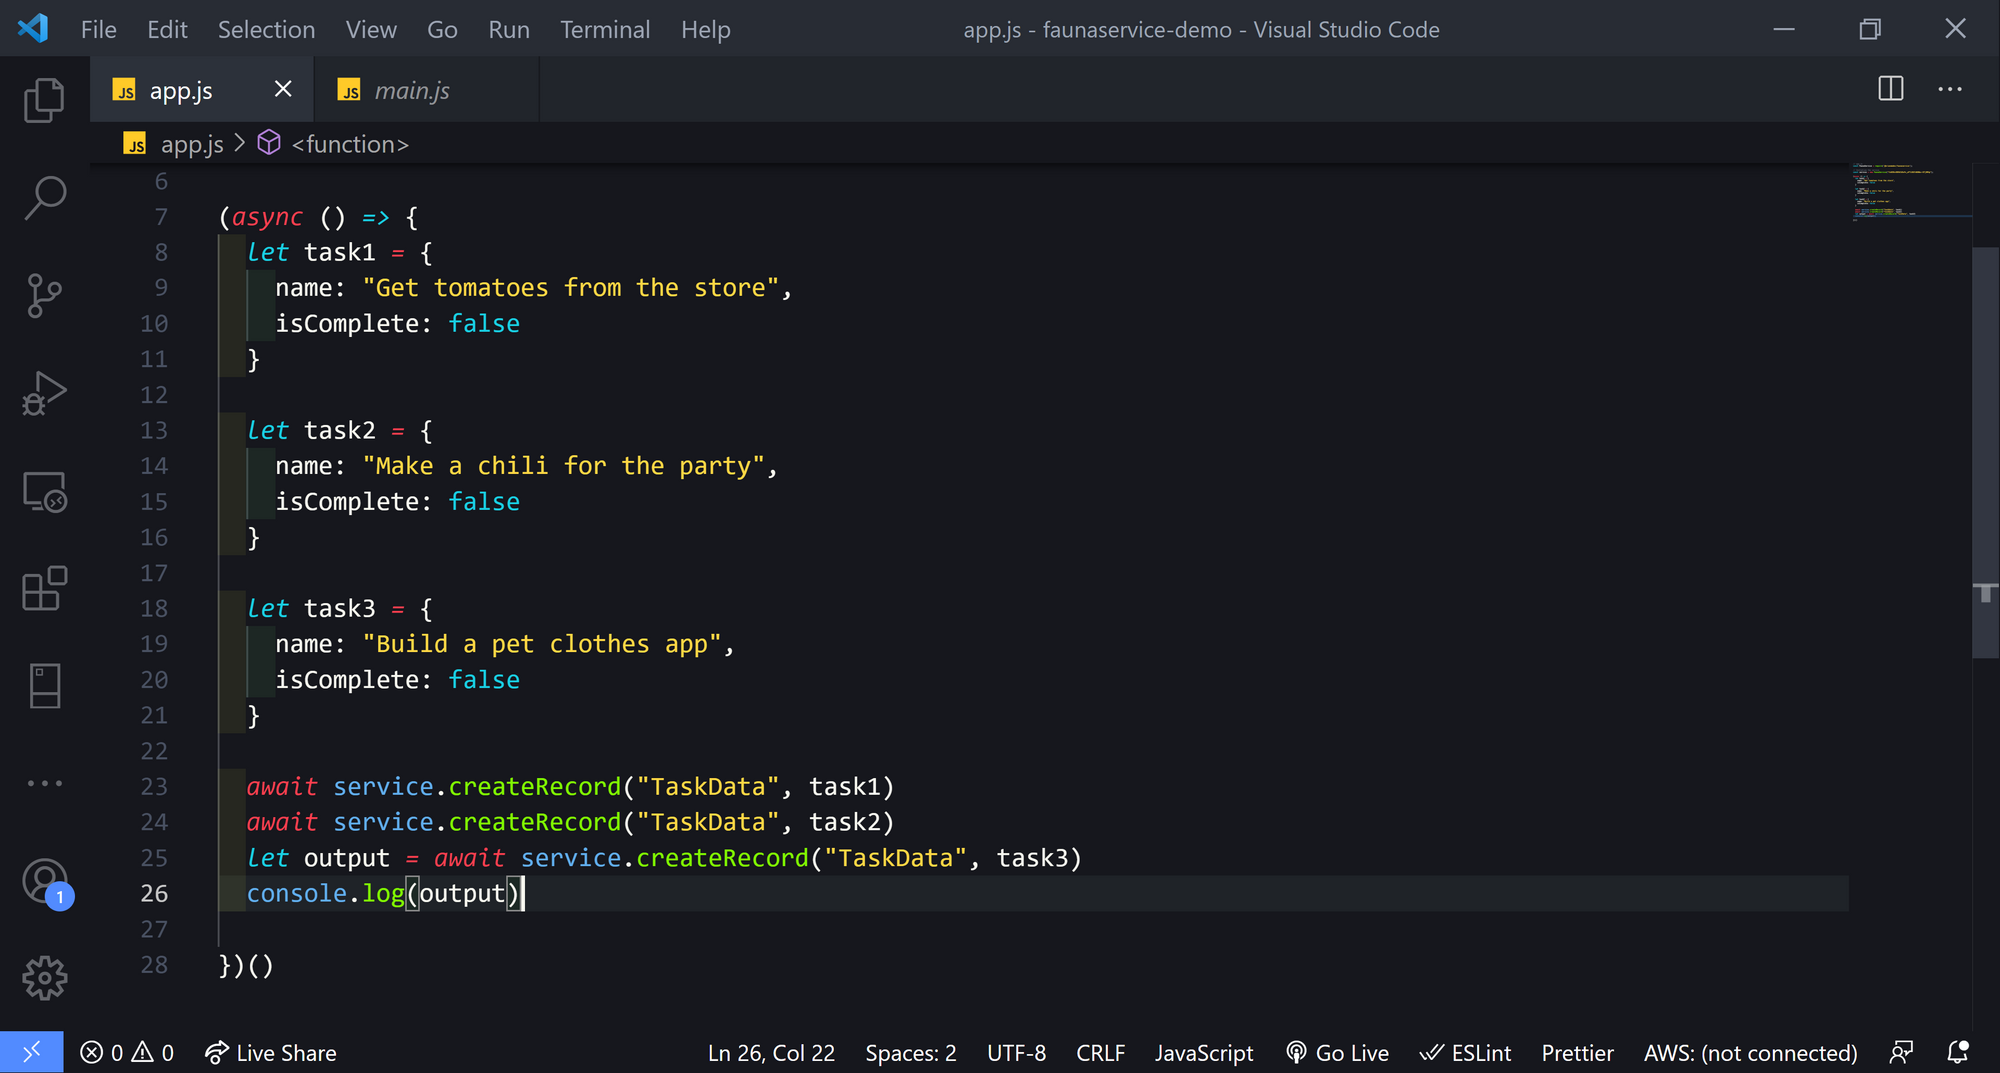 File Edit Selection View Go Run Terminal Help app.js - faunaservice-demo - Visual Studio Code
JS app.js JS main.js
JS app.js > <function>
6
7 (async () => {
8 let task1 = {
9 name: "Get tomatoes from the store",
10 isComplete: false
11 }
12
13 let task2 = {
14 name: "Make a chili for the party",
15 isComplete: false
16 }
17
18 let task3 = {
19 name: "Build a pet clothes app",
20 isComplete: false
21 }
22
23 await service.createRecord("TaskData", task1)
24 await service.createRecord("TaskData", task2)
25 let output = await service.createRecord("TaskData", task3)
26 console.log(output)
27
28 })()
1
0 0 Live Share Ln 26, Col 22 Spaces: 2 UTF-8 CRLF JavaScript Go Live ESLint Prettier AWS: (not connected)